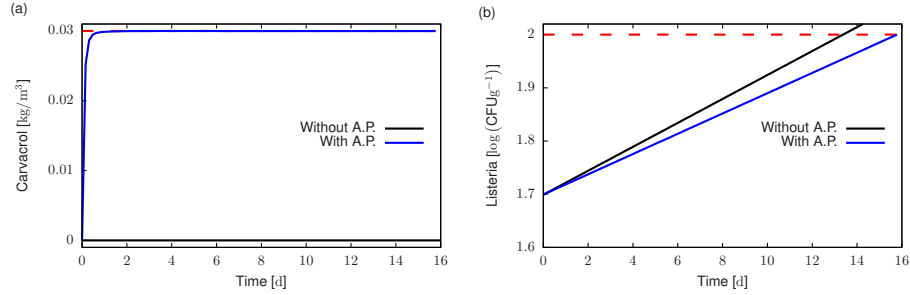 (a)
Carvacrol [kg/m³]
0.03
0.03
0.01
0
0 2 4 6 8 10 12 14 16
Time [d]
Without A.P.
With A.P.
(b)
Listeria [log (CFUg⁻¹)]
2
1.9
1.8
1.7
1.6
0 2 4 6 8 10 12 14 16
Time [d]
Without A.P.
With A.P.